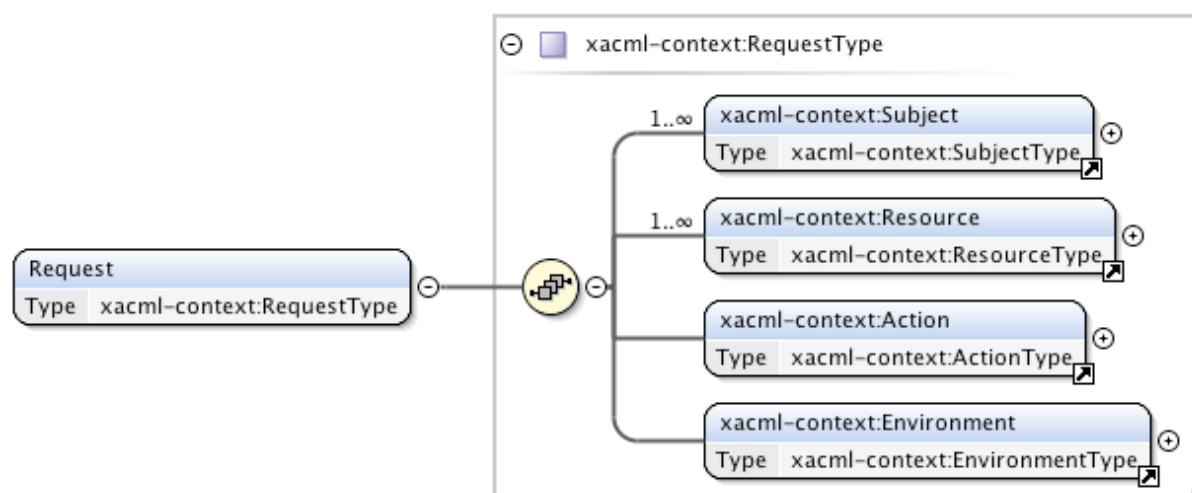 xacml-context:RequestType
1..∞
xacml-context:Subject
Type xacml-context:SubjectType
1..∞
xacml-context:Resource
Type xacml-context:ResourceType
Request
Type xacml-context:RequestType
xacml-context:Action
Type xacml-context:ActionType
xacml-context:Environment
Type xacml-context:EnvironmentType